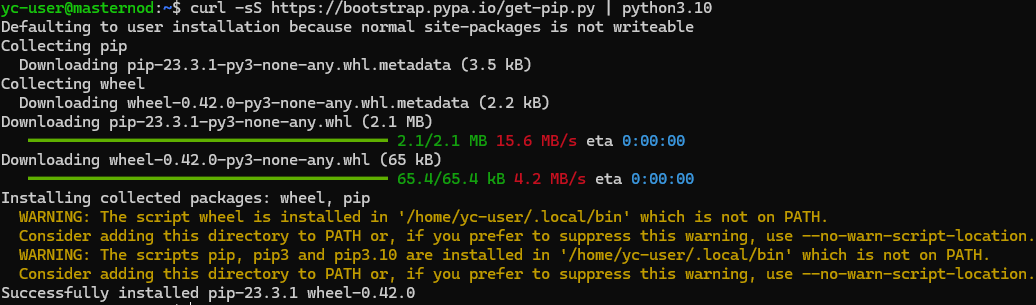 yc-user@masternod:~$ curl -sS https://bootstrap.pypa.io/get-pip.py | python3.10
Defaulting to user installation because normal site-packages is not writeable
Collecting pip
  Downloading pip-23.3.1-py3-none-any.whl.metadata (3.5 kB)
Collecting wheel
  Downloading wheel-0.42.0-py3-none-any.whl.metadata (2.2 kB)
Downloading pip-23.3.1-py3-none-any.whl (2.1 MB)
2.1/2.1 MB 15.6 MB/s eta 0:00:00
Downloading wheel-0.42.0-py3-none-any.whl (65 kB)
65.4/65.4 kB 4.2 MB/s eta 0:00:00
Installing collected packages: wheel, pip
  WARNING: The script wheel is installed in '/home/yc-user/.local/bin' which is not on PATH.
  Consider adding this directory to PATH or, if you prefer to suppress this warning, use --no-warn-script-location.
  WARNING: The scripts pip, pip3 and pip3.10 are installed in '/home/yc-user/.local/bin' which is not on PATH.
  Consider adding this directory to PATH or, if you prefer to suppress this warning, use --no-warn-script-location.
Successfully installed pip-23.3.1 wheel-0.42.0